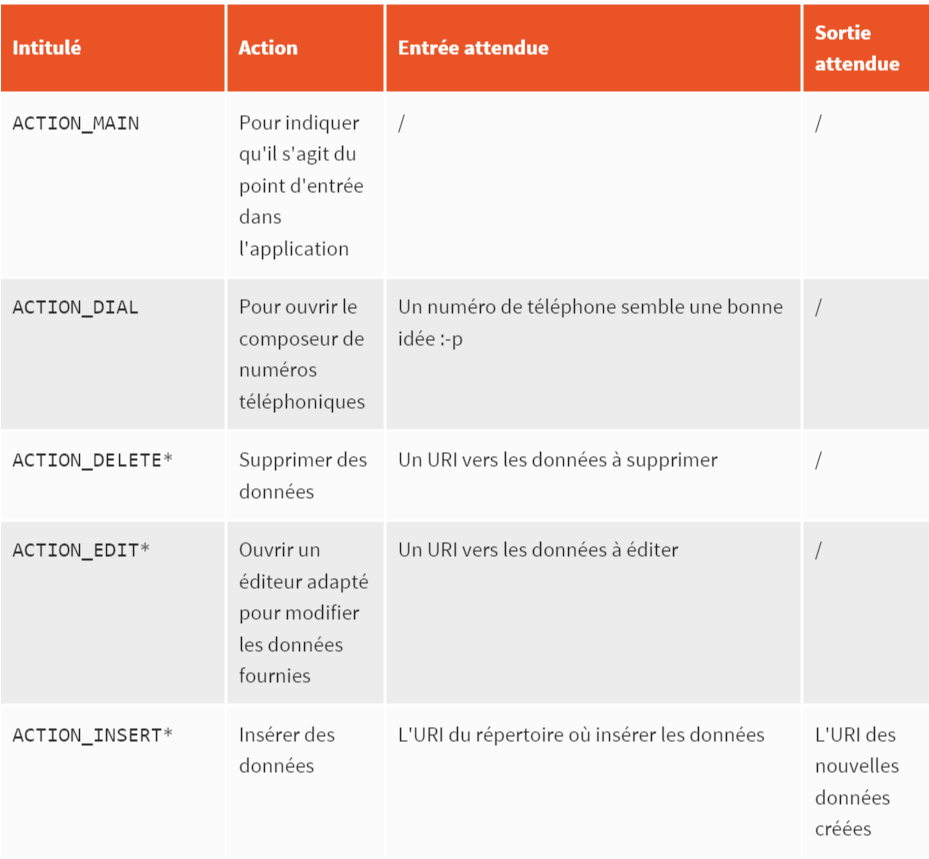 Intitulé
Action
Entrée attendue
Sortie
attendue
ACTION_MAIN
Pour indiquer
qu'il s'agit du
point d'entrée
dans
l'application
/
/
ACTION_DIAL
Pour ouvrir le
composeur de
numéros
téléphoniques
Un numéro de téléphone semble une bonne
idée :-p
/
ACTION_DELETE*
Supprimer des
données
Un URI vers les données à supprimer
/
ACTION_EDIT*
Ouvrir un
éditeur adapté
pour modifier
les données
fournies
Un URI vers les données à éditer
/
ACTION_INSERT*
Insérer des
données
L'URI du répertoire où insérer les données
L'URI des
nouvelles
données
créées